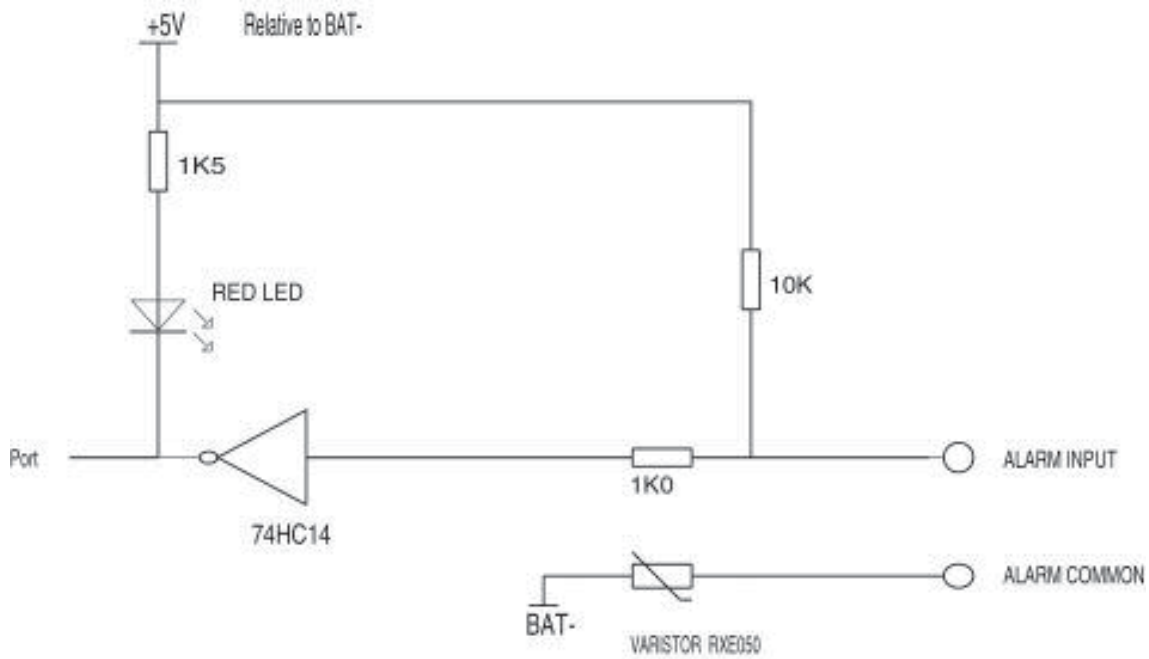 +5V
Relative to BAT-
1K5
RED LED
10K
Port
1K0
ALARM INPUT
74HC14
ALARM COMMON
BAT-
VARISTOR RXE050